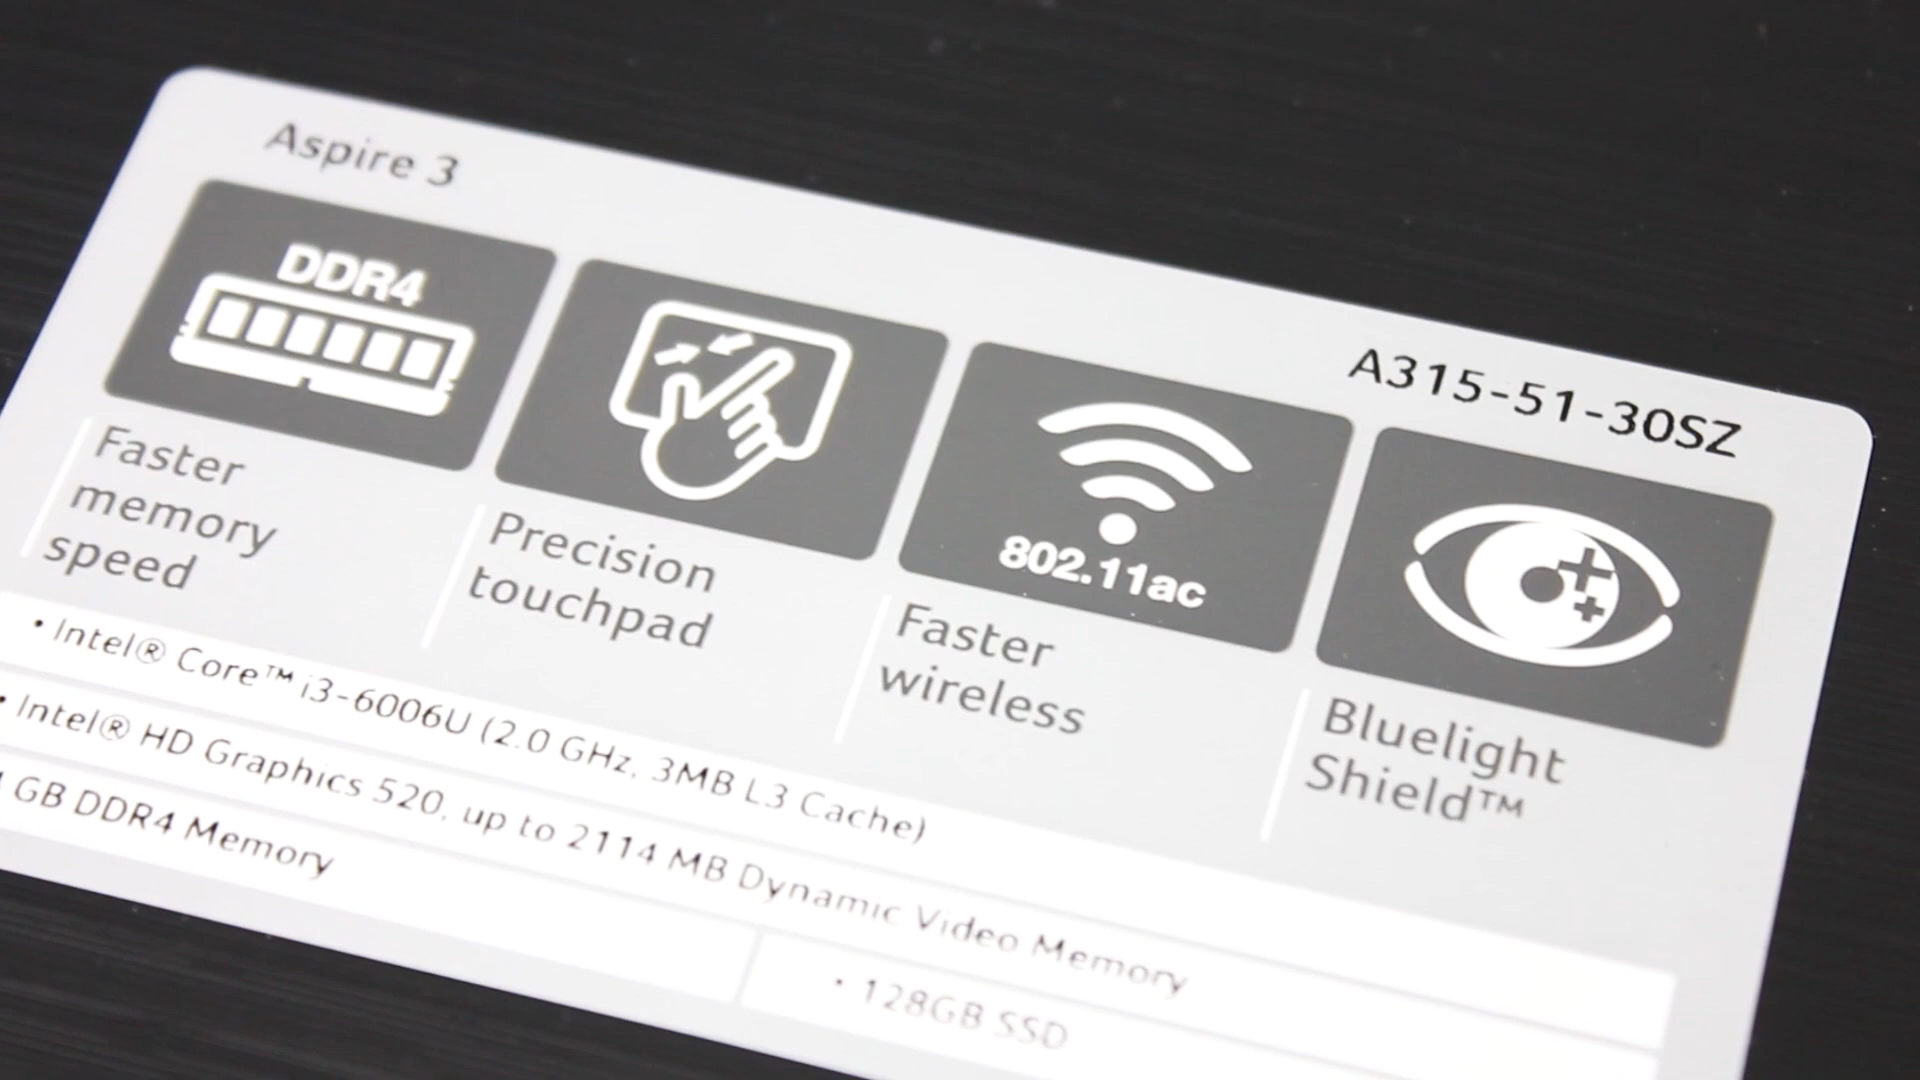 Aspire 3
A315-51-30SZ
DDR4
Faster
memory
speed
Precision
touchpad
802.11ac
Faster
wireless
Bluelight
Shield™
• Intel® Core™ i3-6006U (2.0 GHz, 3MB L3 Cache)
• Intel® HD Graphics 520, up to 2114 MB Dynamic Video Memory
GB DDR4 Memory
• 128GB SSD